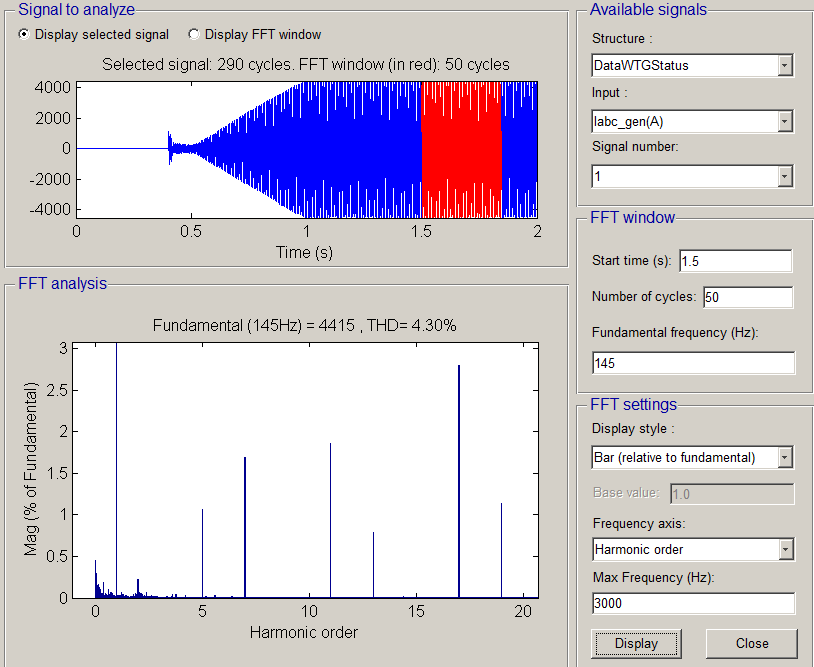 Signal to analyze
Display selected signal
Display FFT window
Selected signal: 290 cycles. FFT window (in red): 50 cycles
4000
2000
0
-2000
-4000
0
0.5
1
1.5
2
Time (s)
FFT analysis
Fundamental (145Hz) = 4415 , THD= 4.30%
3
2.5
2
1.5
1
0.5
0
Mag (% of Fundamental)
0
5
10
15
20
Harmonic order
Available signals
Structure :
DataWTGStatus
Input :
Iabc_gen(A)
Signal number:
1
FFT window
Start time (s):
1.5
Number of cycles:
50
Fundamental frequency (Hz):
145
FFT settings
Display style :
Bar (relative to fundamental)
Base value:
1.0
Frequency axis:
Harmonic order
Max Frequency (Hz):
3000
Display
Close